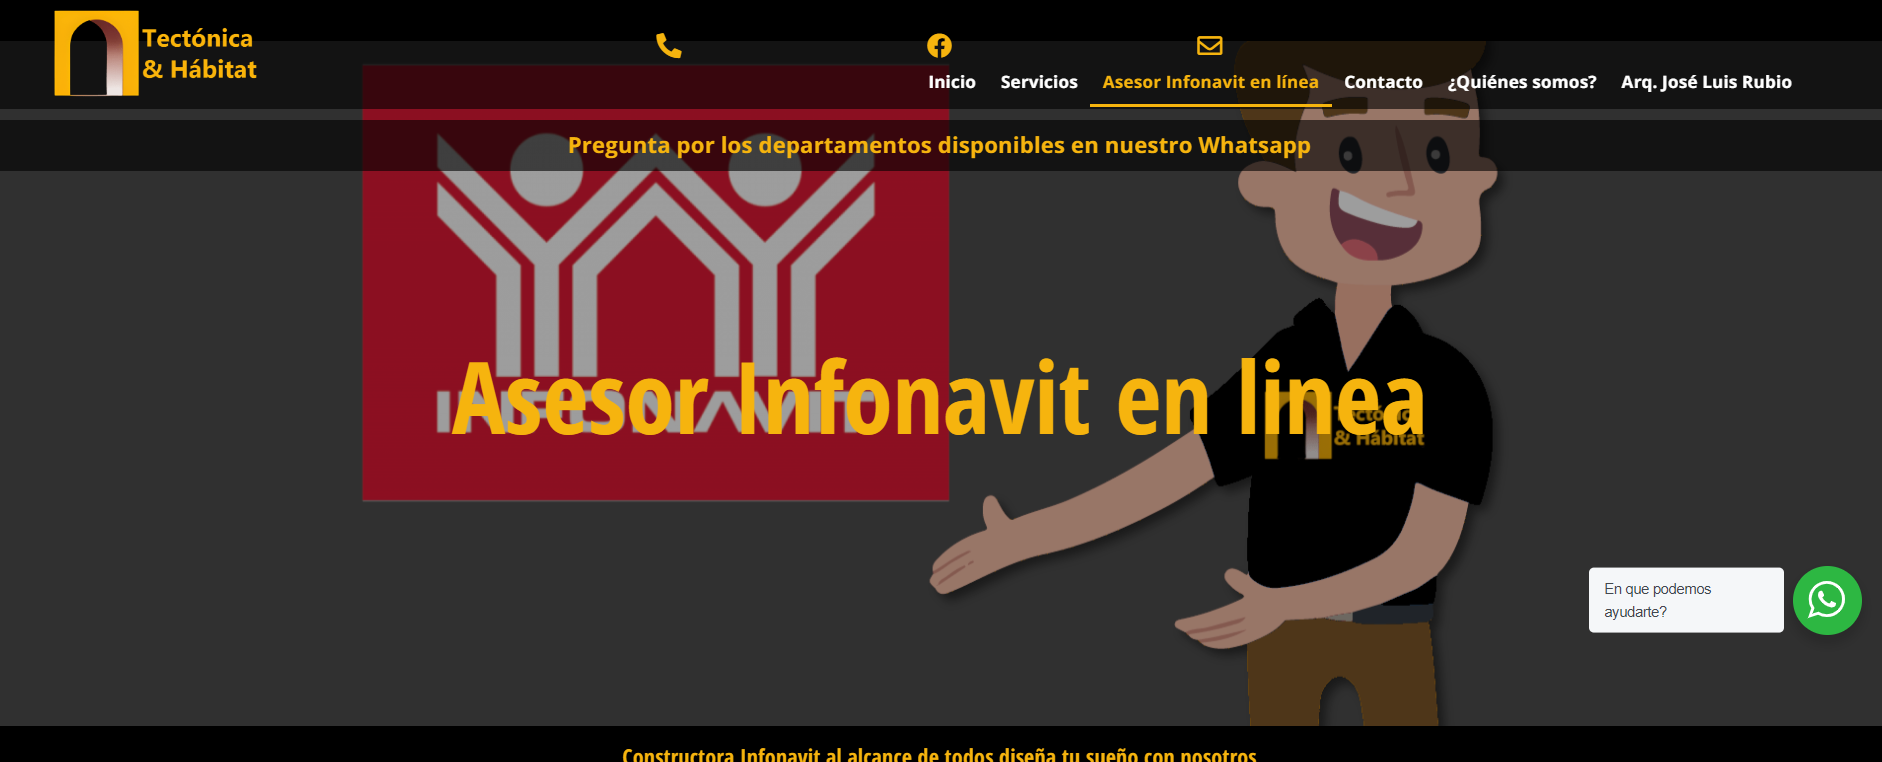 Tectónica
& Hábitat
Inicio Servicios Asesor Infonavit en línea Contacto ¿Quiénes somos? Arq. José Luis Rubio
Pregunta por los departamentos disponibles en nuestro Whatsapp
INFONAVIT
Asesor Infonavit en linea
Tectónica
& Hábitat
En que podemos
ayudarte?
Constructora Infonavit al alcance de todos diseña tu sueño con nosotros